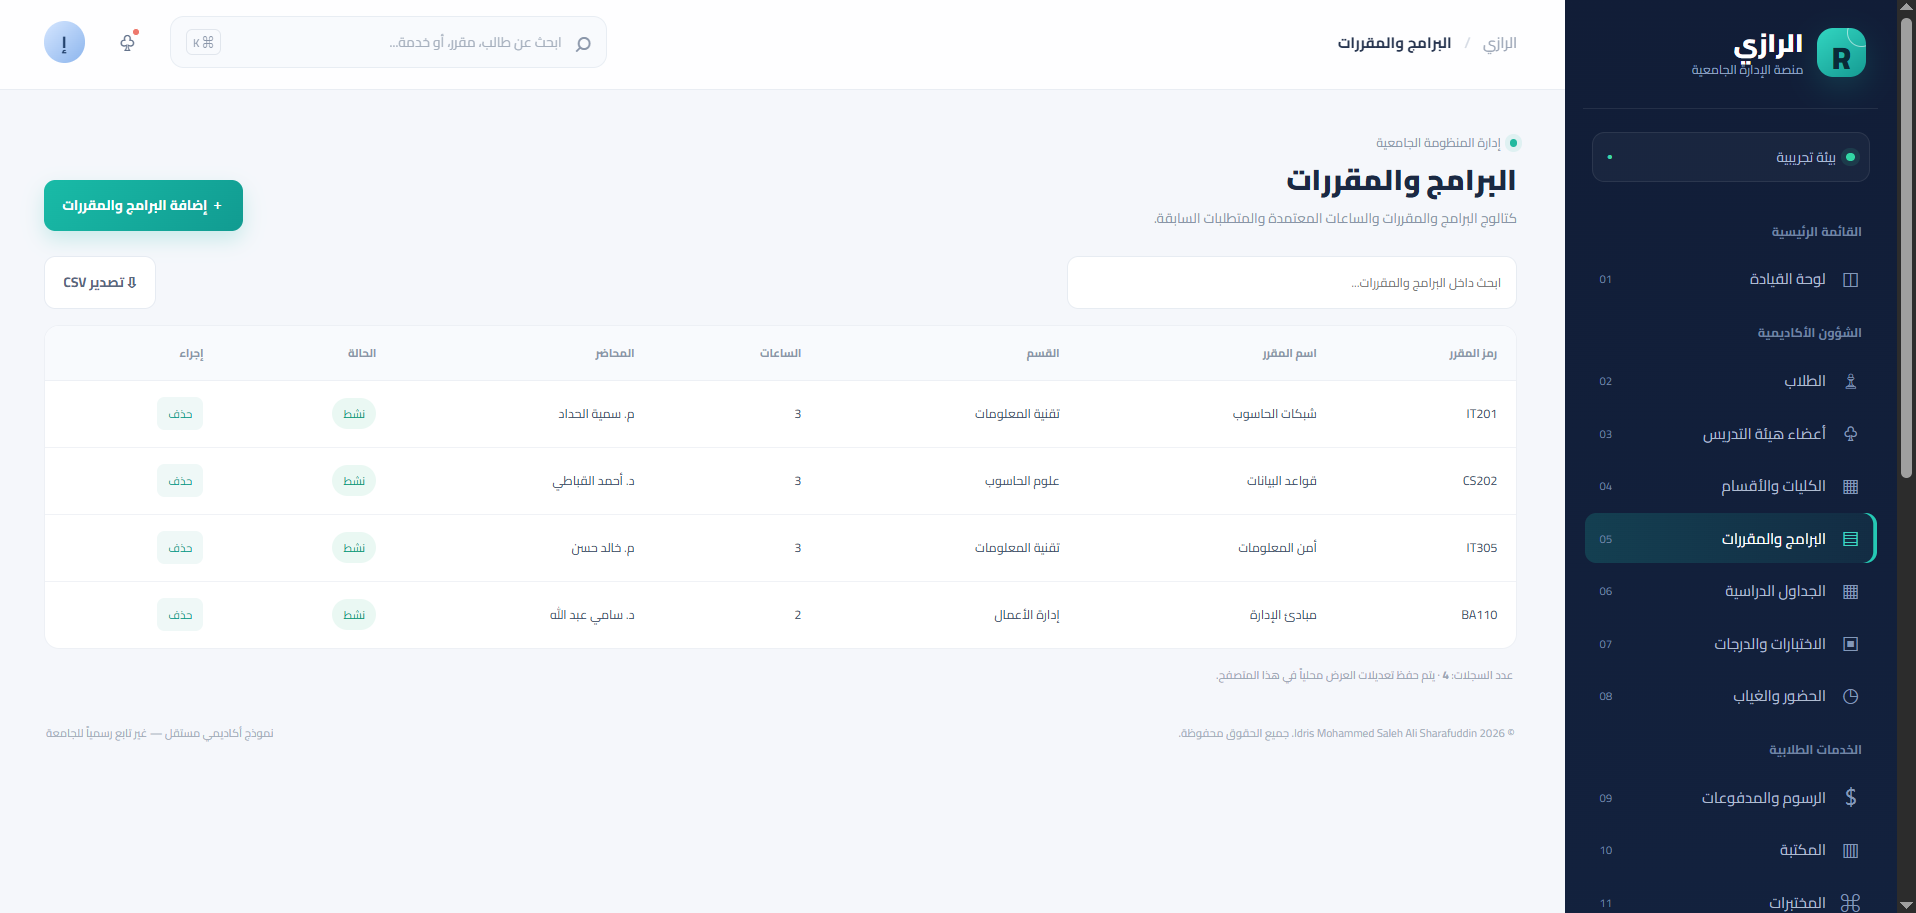 الرازي
منصة الإدارة الجامعية
R
بيئة تجريبية
القائمة الرئيسية
لوحة القيادة 01
الشؤون الأكاديمية
الطلاب 02
أعضاء هيئة التدريس 03
الكليات والأقسام 04
البرامج والمقررات 05
الجداول الدراسية 06
الاختبارات والدرجات 07
الحضور والغياب 08
الخدمات الطلابية
$ الرسوم والمدفوعات 09
المكتبة 10
⌘ المختبرات 11
الرازي / البرامج والمقررات
ابحث عن طالب، مقرر، أو خدمة... ⌘ K
إ
إدارة المنظومة الجامعية
البرامج والمقررات
كتالوج البرامج والمقررات والساعات المعتمدة والمتطلبات السابقة.
+ إضافة البرامج والمقررات
ابحث داخل البرامج والمقررات...
⇩ تصدير CSV
رمز المقرر اسم المقرر القسم الساعات المحاضر الحالة إجراء
IT201 شبكات الحاسوب تقنية المعلومات 3 م. سمية الحداد نشط حذف
CS202 قواعد البيانات علوم الحاسوب 3 د. أحمد القباطي نشط حذف
IT305 أمن المعلومات تقنية المعلومات 3 م. خالد حسن نشط حذف
BA110 مبادئ الإدارة إدارة الأعمال 2 د. سامي عبد الله نشط حذف
عدد السجلات: 4 · يتم حفظ تعديلات العرض محلياً في هذا المتصفح.
© 2026 Idris Mohammed Saleh Ali Sharafuddin. جميع الحقوق محفوظة.
نموذج أكاديمي مستقل — غير تابع رسمياً للجامعة